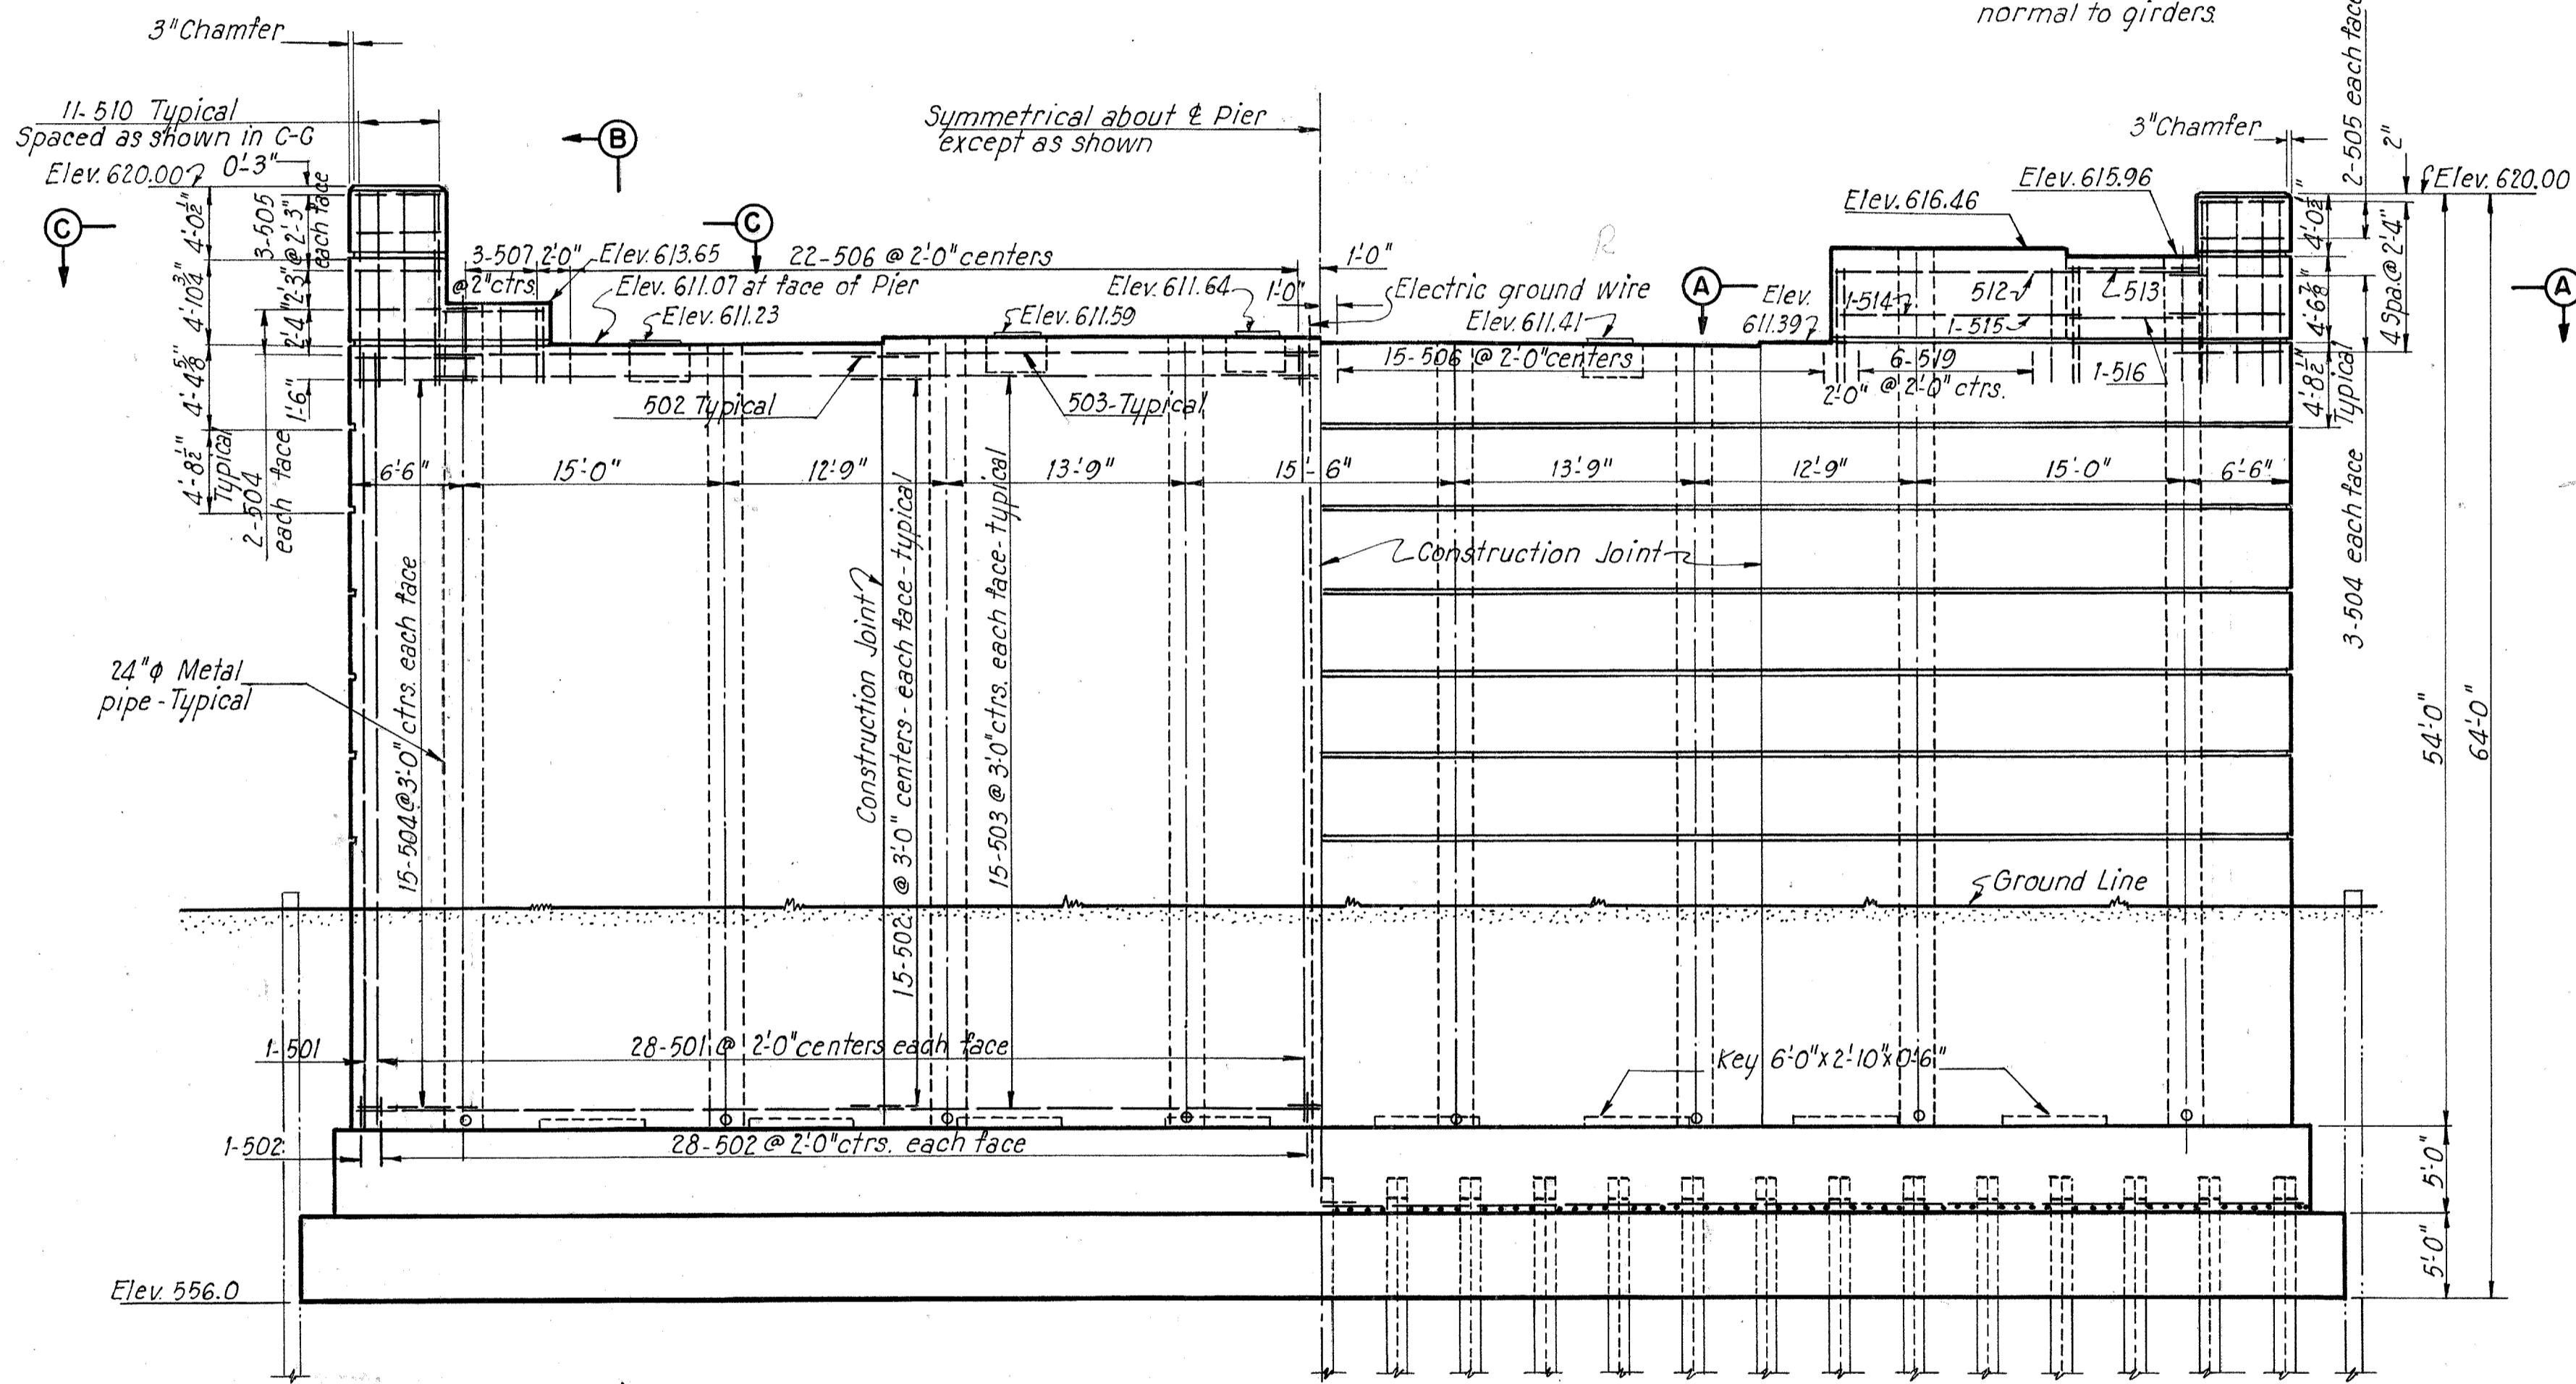 normal to girders.
3" Chamfer
11-510 Typical
Spaced as shown in C-C
Elev. 620.00
0'-3"
C
B
C
Symmetrical about ℄ Pier
except as shown
3" Chamfer
2-505 each face
2"
Elev. 620.00
Elev. 615.96
Elev. 616.46
4'-0½"
3-505
@ 2'-3"
each face
4'-10¾"
2'-3"
2'-4"
3-507
@ 2" ctrs.
2'-0"
Elev. 613.65
22-506 @ 2'-0" centers
1'-0"
Elev. 611.07 at face of Pier
Elev. 611.64
1'-0"
Electric ground wire
Elev. 611.23
Elev. 611.59
Elev. 611.41
R
A
Elev.
611.39
1-514
512
513
1-515
4'-0½"
4'-6⅞"
4 Spa. @ 2'-4"
A
4'-4⅝"
1'-6"
15-506 @ 2'-0" centers
6-519
@ 2'-0" ctrs.
2'-0"
1-516
4'-8½"
Typical
502 Typical
503-Typical
4'-8½"
Typical
2-504
each face
6'-6"
15'-0"
12'-9"
13'-9"
15'-6"
13'-9"
12'-9"
15'-0"
6'-6"
3-504 each face
Construction Joint
Construction Joint
15-504 @ 3'-0" ctrs. each face
15-502 @ 3'-0" centers - each face - typical
15-503 @ 3'-0" ctrs. each face - typical
24" φ Metal
pipe - Typical
54'-0"
64'-0"
Ground Line
1-501
28-501 @ 2'-0" centers each face
Key 6'-0" x 2'-10" x 0'-6"
1-502
28-502 @ 2'-0" ctrs. each face
5'-0"
5'-0"
Elev. 556.0